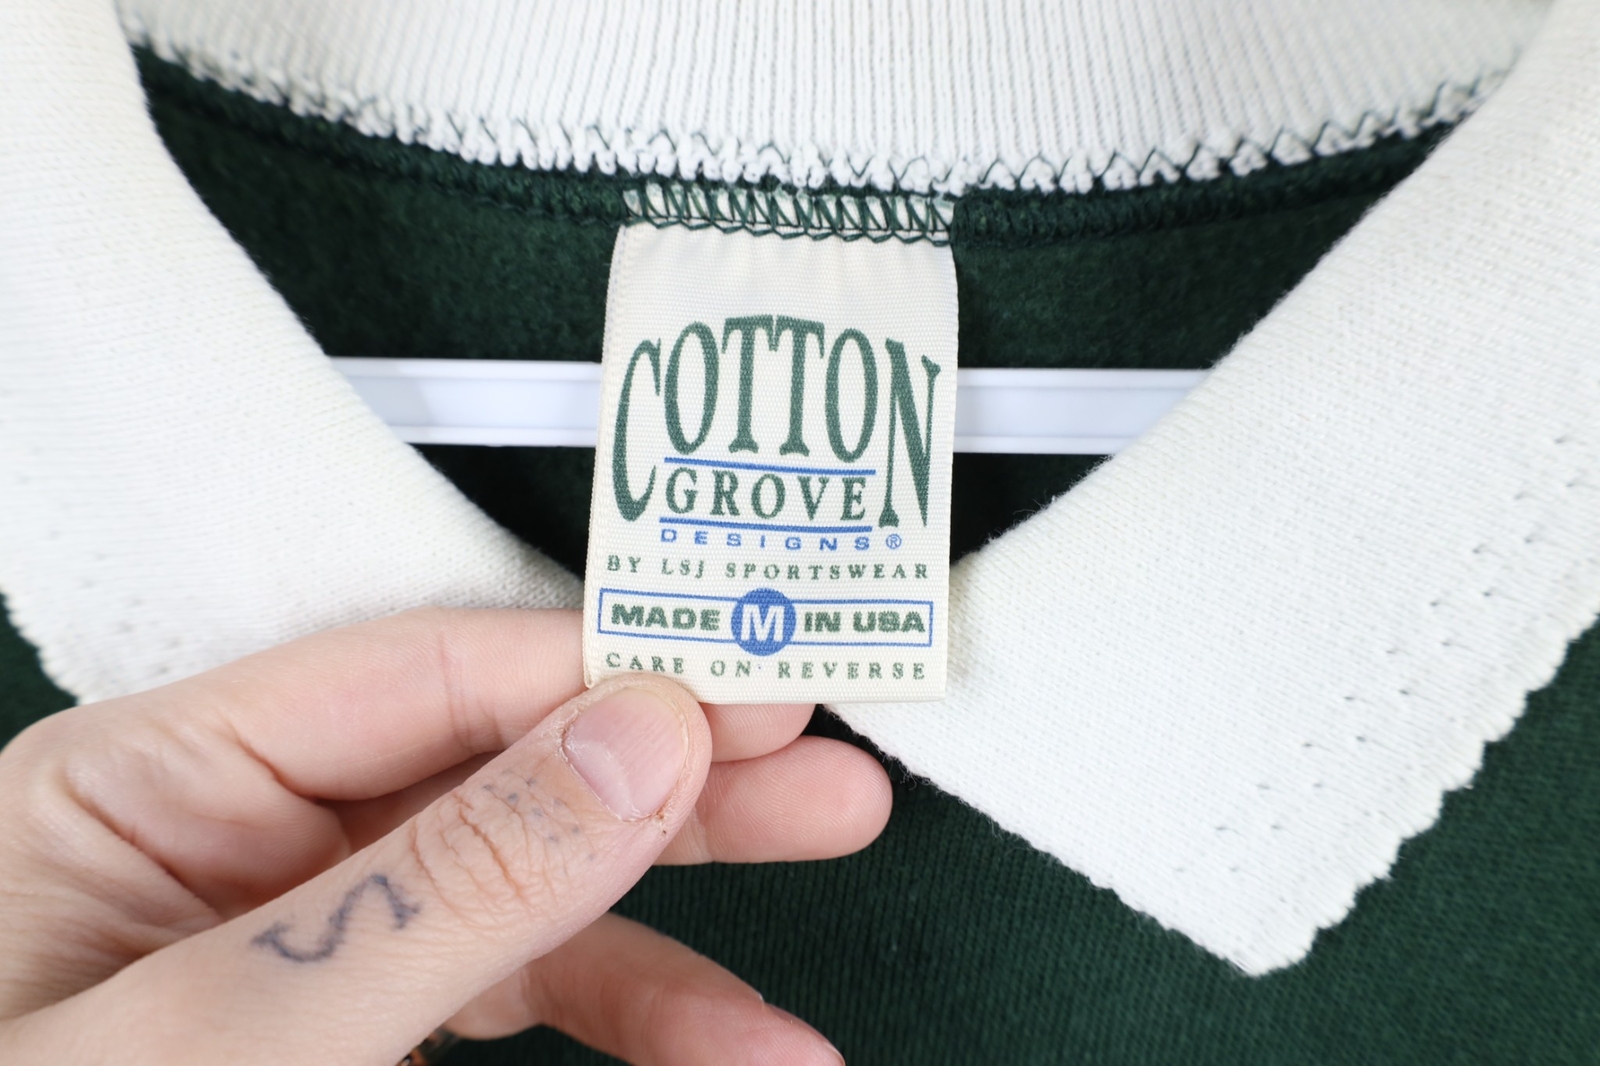 COTTON
GROVE
DESIGNS®
BY LSJ SPORTSWEAR
MADE M IN USA
CARE ON REVERSE
S